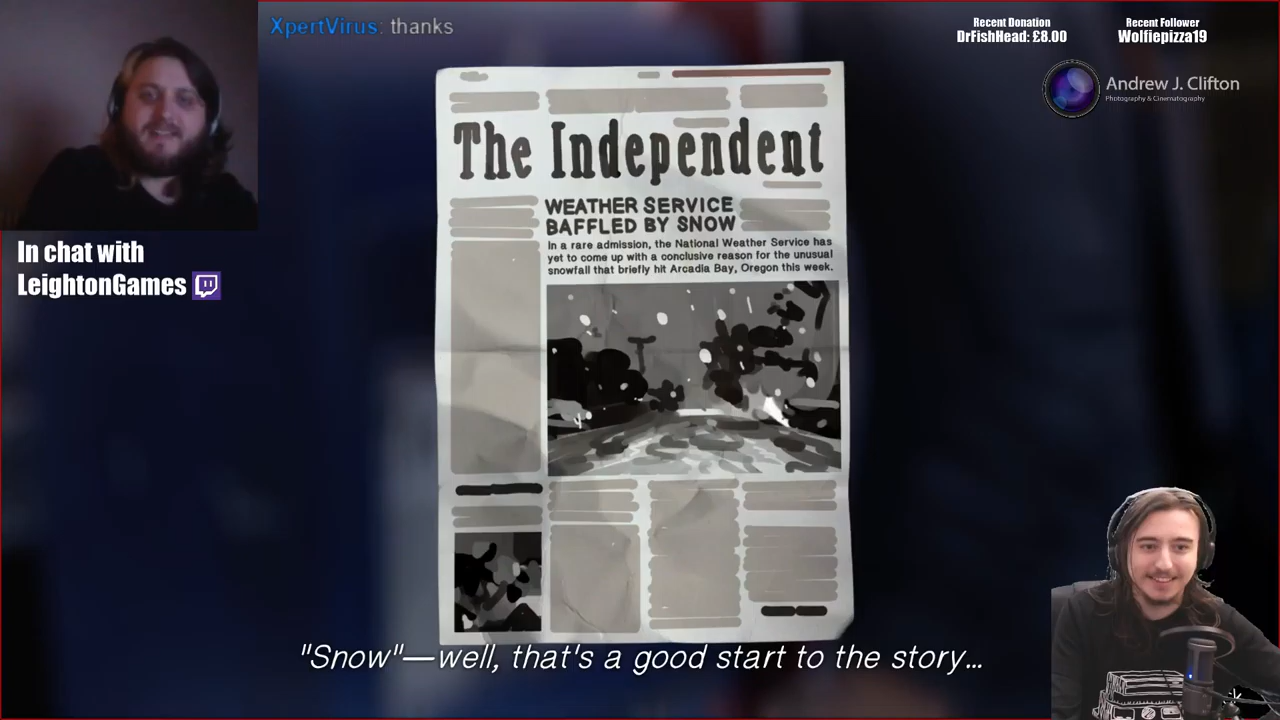 XpertVirus: thanks
Recent Donation
DrFishHead: £8.00
Recent Follower
Wolfiepizza19
Andrew J. Clifton
Photography & Cinematography
In chat with
LeightonGames
The Independent
WEATHER SERVICE
BAFFLED BY SNOW
In a rare admission, the National Weather Service has
yet to come up with a conclusive reason for the unusual
snowfall that briefly hit Arcadia Bay, Oregon this week.
"Snow"—well, that's a good start to the story...